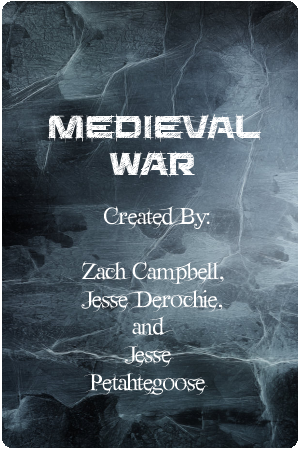 MEDIEVAL
WAR
Created By:
Zach Campbell,
Jesse Derochie,
and
Jesse
Petahtegoose